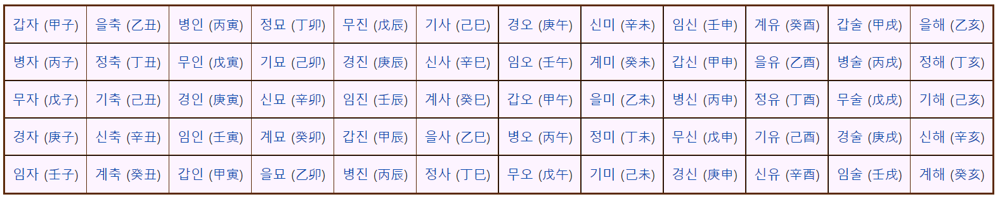 갑자 (甲子) 을축 (乙丑) 병인 (丙寅) 정묘 (丁卯) 무진 (戊辰) 기사 (己巳) 경오 (庚午) 신미 (辛未) 임신 (壬申) 계유 (癸酉) 갑술 (甲戌) 을해 (乙亥)
병자 (丙子) 정축 (丁丑) 무인 (戊寅) 기묘 (己卯) 경진 (庚辰) 신사 (辛巳) 임오 (壬午) 계미 (癸未) 갑신 (甲申) 을유 (乙酉) 병술 (丙戌) 정해 (丁亥)
무자 (戊子) 기축 (己丑) 경인 (庚寅) 신묘 (辛卯) 임진 (壬辰) 계사 (癸巳) 갑오 (甲午) 을미 (乙未) 병신 (丙申) 정유 (丁酉) 무술 (戊戌) 기해 (己亥)
경자 (庚子) 신축 (辛丑) 임인 (壬寅) 계묘 (癸卯) 갑진 (甲辰) 을사 (乙巳) 병오 (丙午) 정미 (丁未) 무신 (戊申) 기유 (己酉) 경술 (庚戌) 신해 (辛亥)
임자 (壬子) 계축 (癸丑) 갑인 (甲寅) 을묘 (乙卯) 병진 (丙辰) 정사 (丁巳) 무오 (戊午) 기미 (己未) 경신 (庚申) 신유 (辛酉) 임술 (壬戌) 계해 (癸亥)